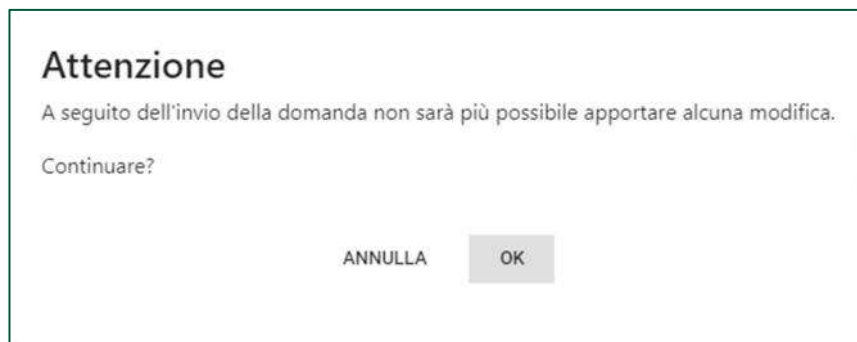 Attenzione
A seguito dell'invio della domanda non sarà più possibile apportare alcuna modifica.
Continuare?
ANNULLA OK